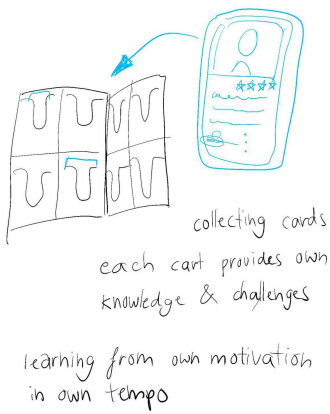 collecting cards
each cart provides own
knowledge & challenges
learning from own motivation
in own tempo